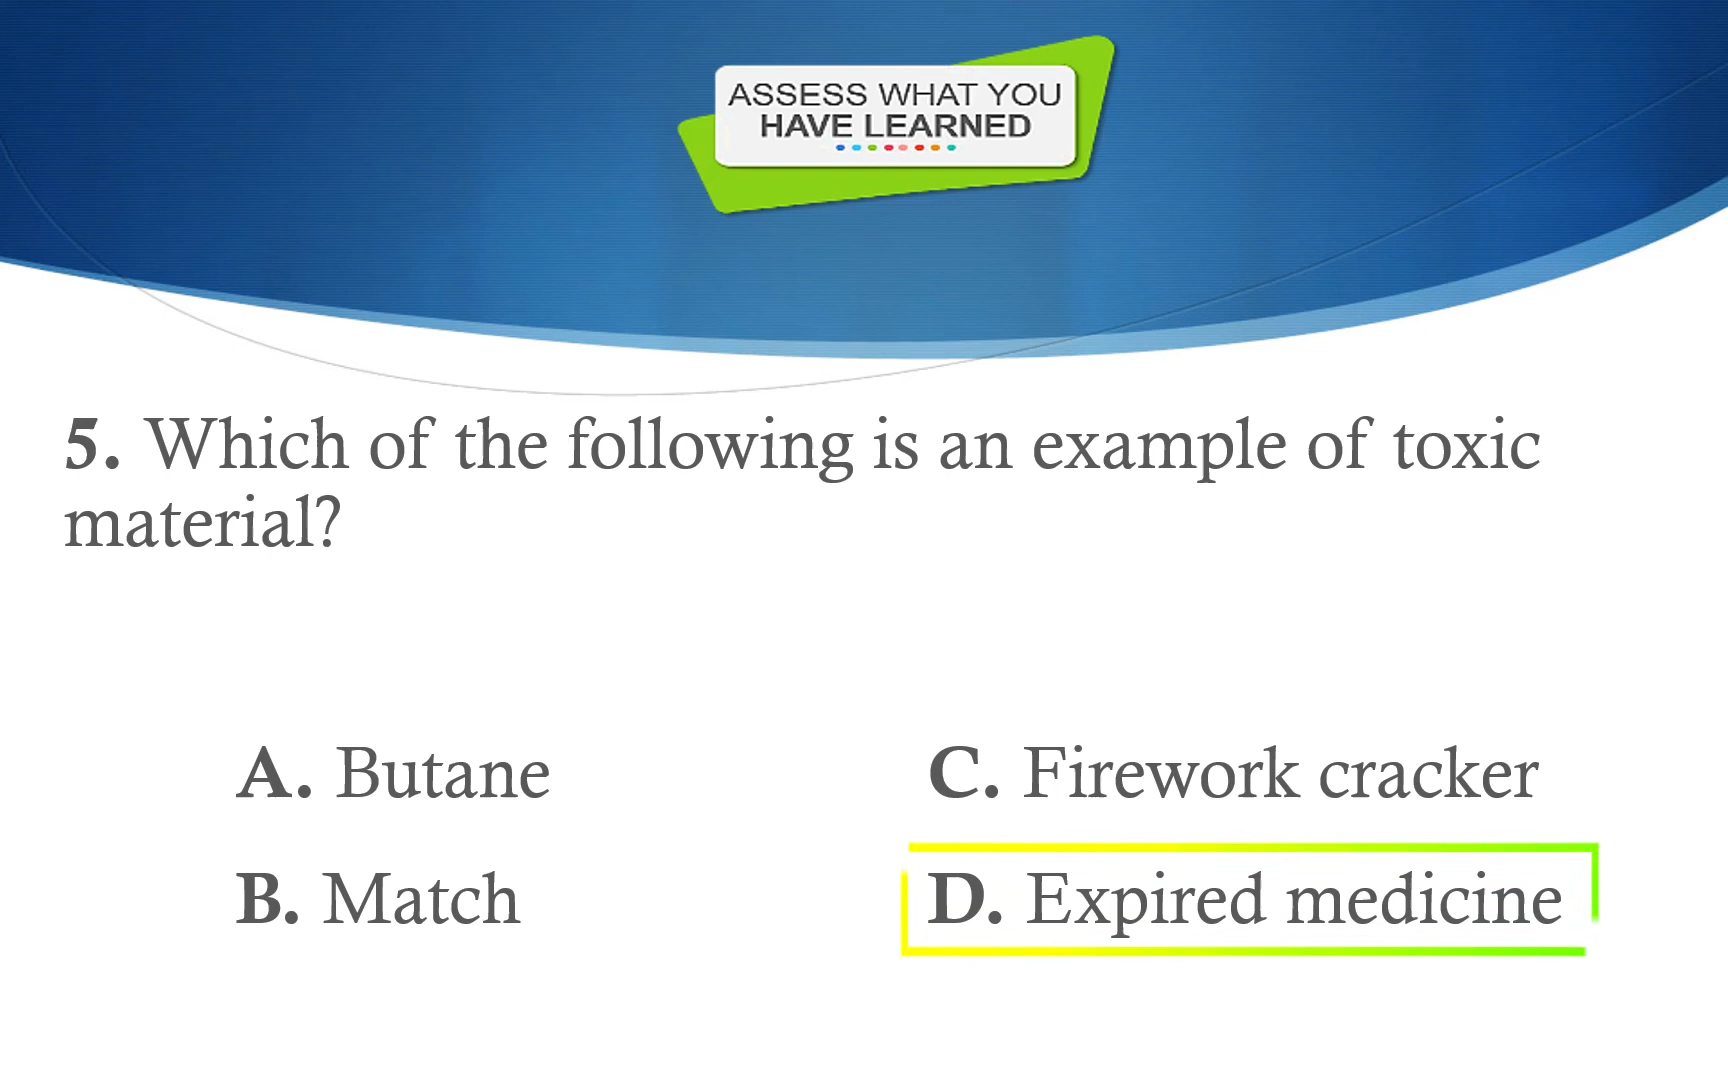 ASSESS WHAT YOU
HAVE LEARNED
5. Which of the following is an example of toxic
material?
A. Butane
B. Match
C. Firework cracker
D. Expired medicine